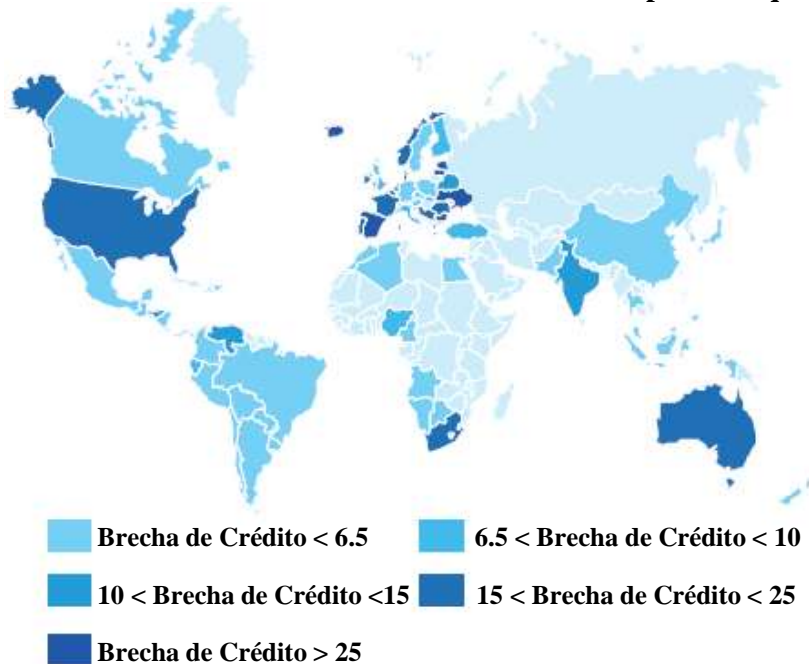 Brecha de Crédito < 6.5
6.5 < Brecha de Crédito < 10
10 < Brecha de Crédito <15
15 < Brecha de Crédito < 25
Brecha de Crédito > 25